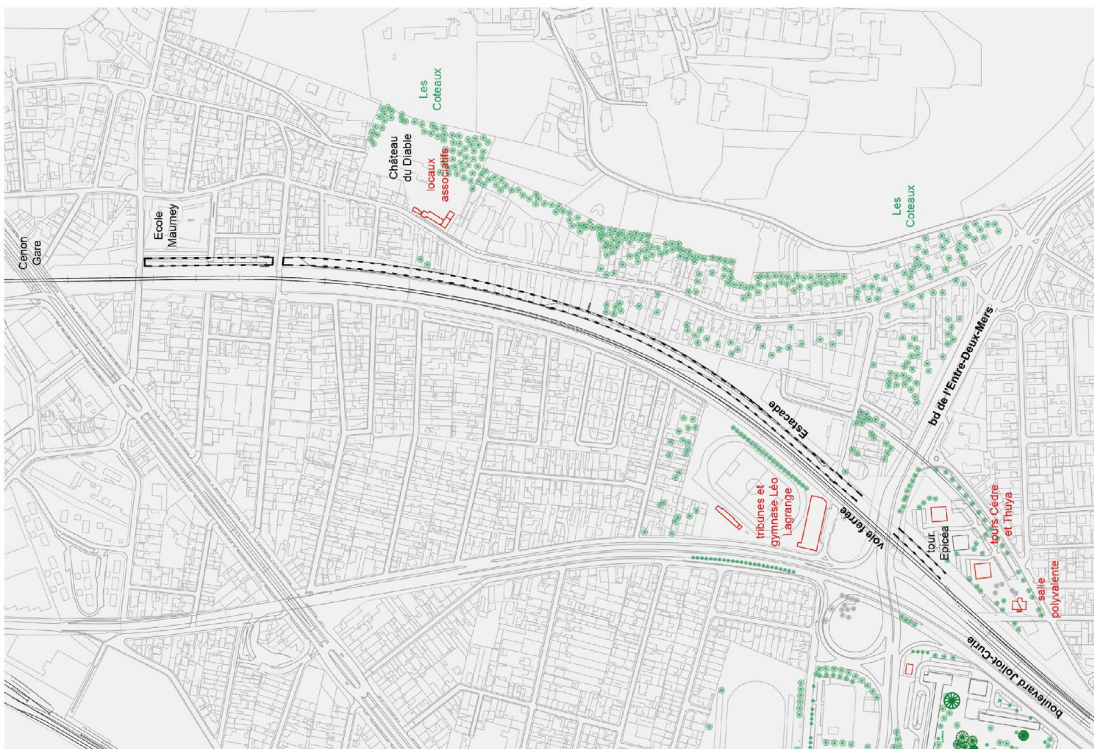 Cenon
Gare
Ecole
Maumey
Château
du Diable
locaux
associatifs
Les
Coteaux
Les
Coteaux
bd de l'Entre-Deux-Mers
Estacade
voie ferrée
tribunes et
gymnase Léo
Lagrange
tour
Epicéa
tours Cèdre
et Thuya
salle
polyvalente
boulevard Joliot-Curie